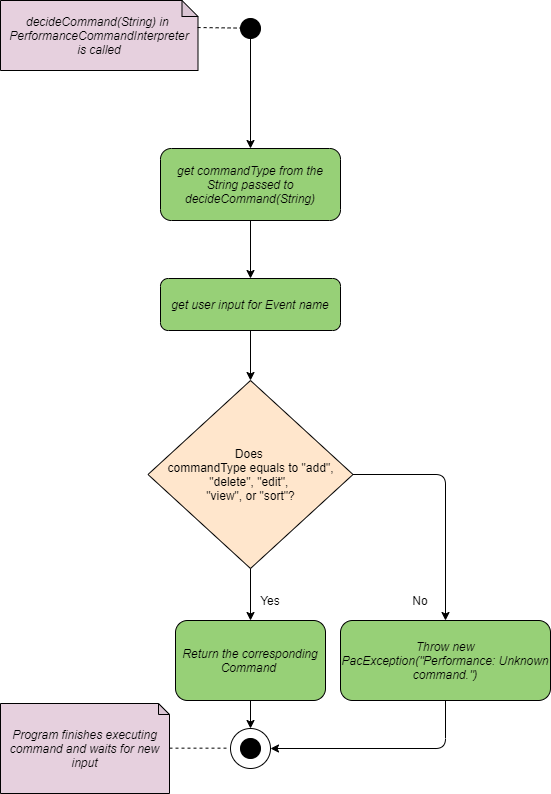 decideCommand(String) in
PerformanceCommandInterpreter
is called
get commandType from the
String passed to
decideCommand(String)
get user input for Event name
Does
commandType equals to "add",
"delete", "edit",
"view", or "sort"?
Yes
No
Return the corresponding
Command
Throw new
PacException("Performance: Unknown
command.")
Program finishes executing
command and waits for new
input